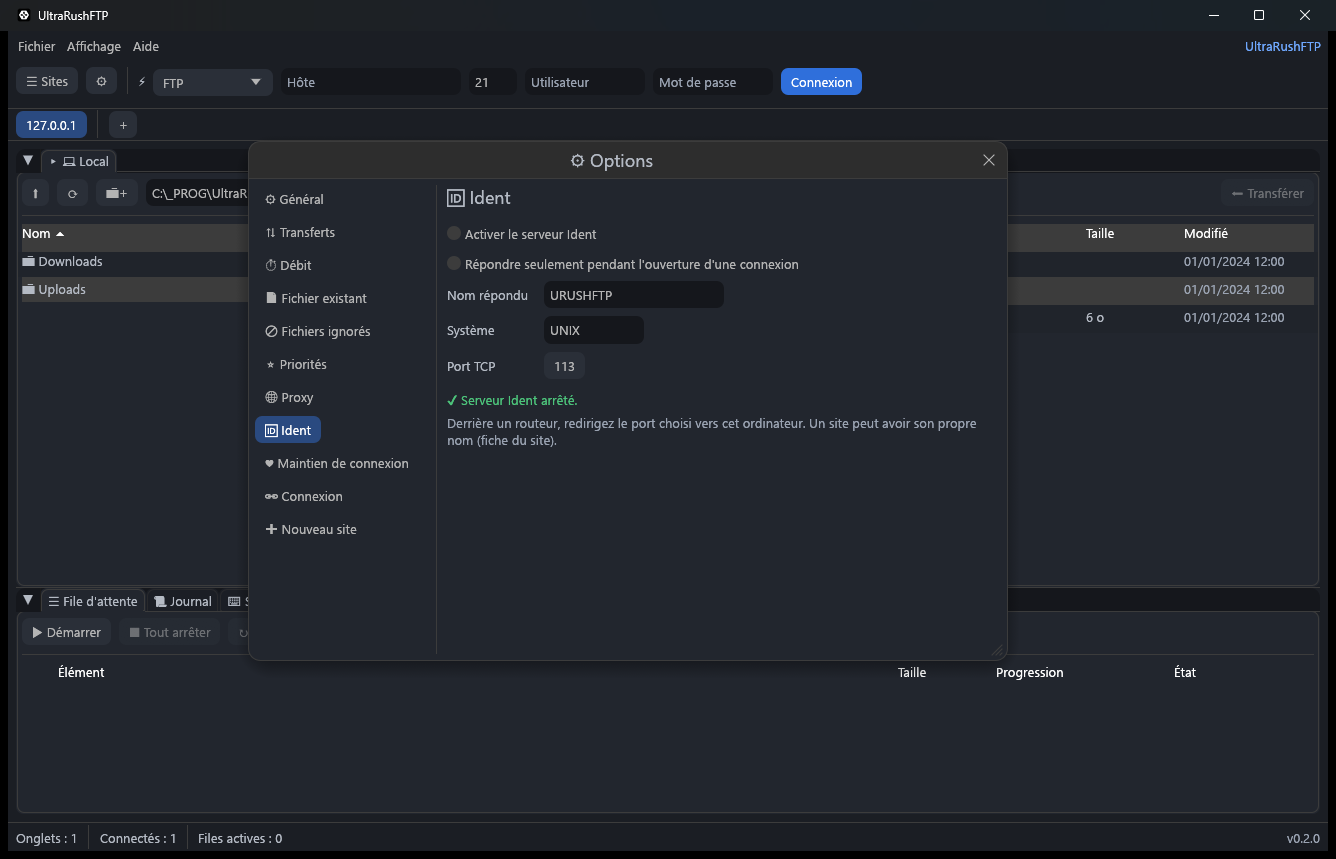 UltraRushFTP
Fichier Affichage Aide UltraRushFTP
Sites FTP Hôte 21 Utilisateur Mot de passe Connexion
127.0.0.1 +
Local
C:\_PROG\UltraR Transférer
Nom Taille Modifié
Downloads 01/01/2024 12:00
Uploads 01/01/2024 12:00
6 o 01/01/2024 12:00
Options
Général
Transferts
Débit
Fichier existant
Fichiers ignorés
Priorités
Proxy
ID Ident
Maintien de connexion
Connexion
Nouveau site
ID Ident
Activer le serveur Ident
Répondre seulement pendant l'ouverture d'une connexion
Nom répondu URUSHFTP
Système UNIX
Port TCP 113
✓ Serveur Ident arrêté.
Derrière un routeur, redirigez le port choisi vers cet ordinateur. Un site peut avoir son propre
nom (fiche du site).
File d'attente Journal
Démarrer Tout arrêter
Élément Taille Progression État
Onglets : 1 Connectés : 1 Files actives : 0 v0.2.0